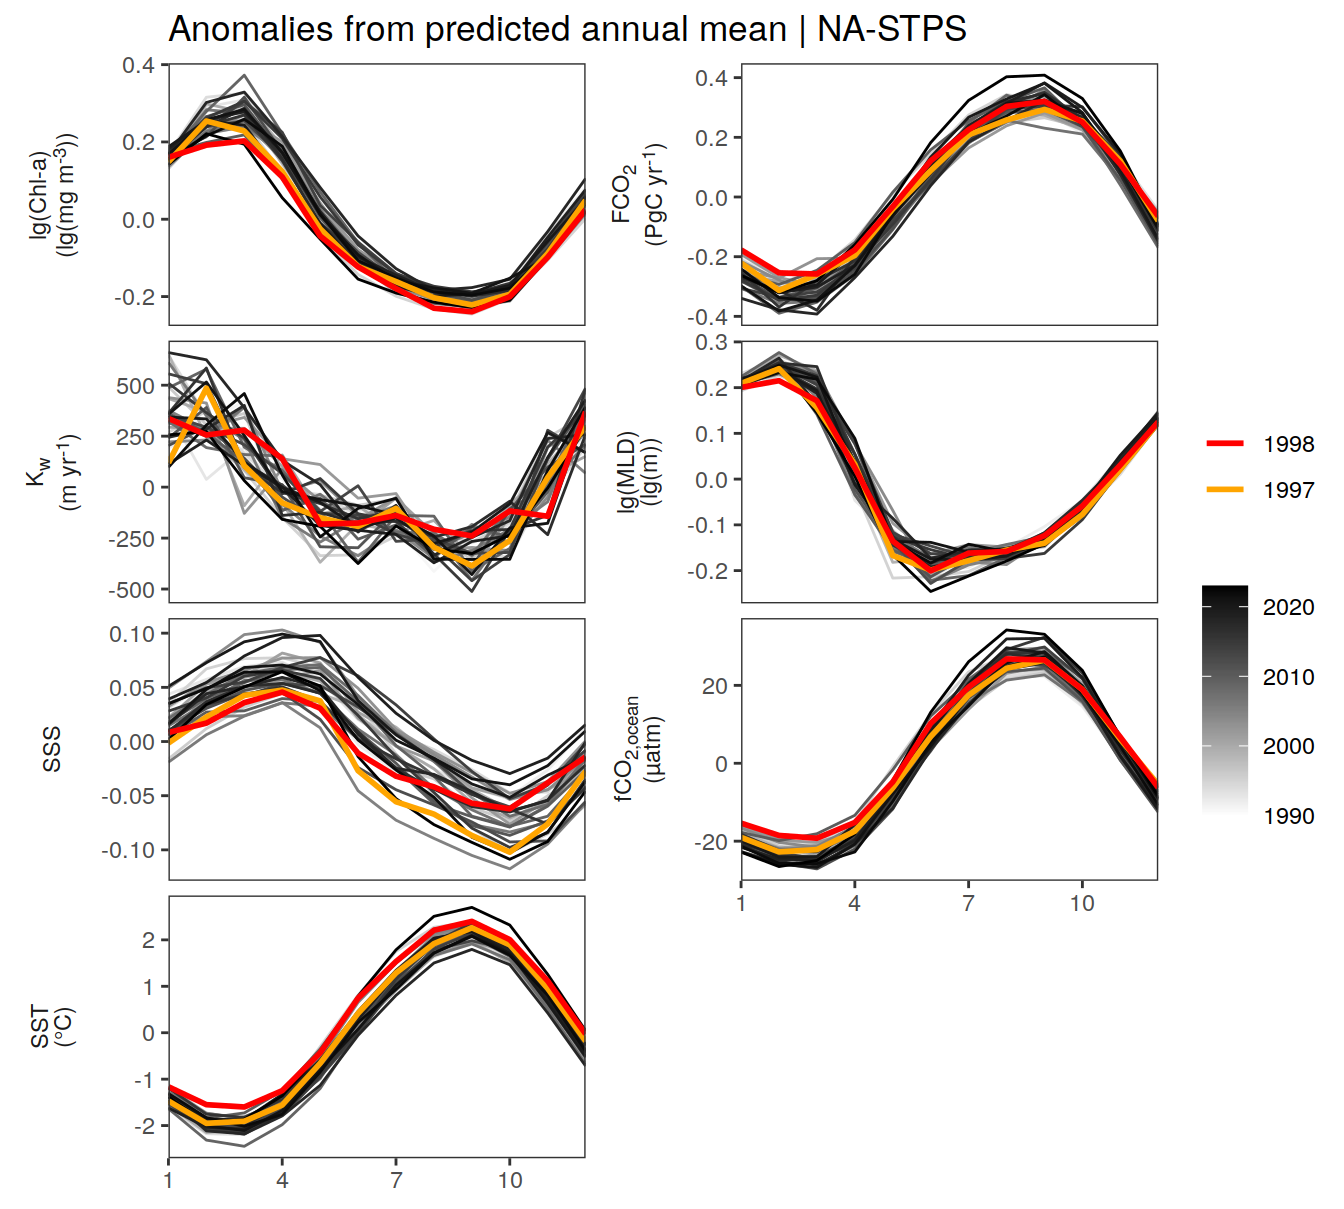 Anomalies from predicted annual mean | NA-STPS
lg(Chl-a)
(lg(mg m-3))
0.4
0.2
0.0
-0.2
FCO2
(PgC yr-1)
0.4
0.2
0.0
-0.2
-0.4
Kw
(m yr-1)
500
250
0
-250
-500
lg(MLD)
(lg(m))
0.3
0.2
0.1
0.0
-0.1
-0.2
SSS
0.10
0.05
0.00
-0.05
-0.10
fCO2,ocean
(µatm)
20
0
-20
1 4 7 10
SST
(°C)
2
1
0
-1
-2
1 4 7 10
1998
1997
2020
2010
2000
1990